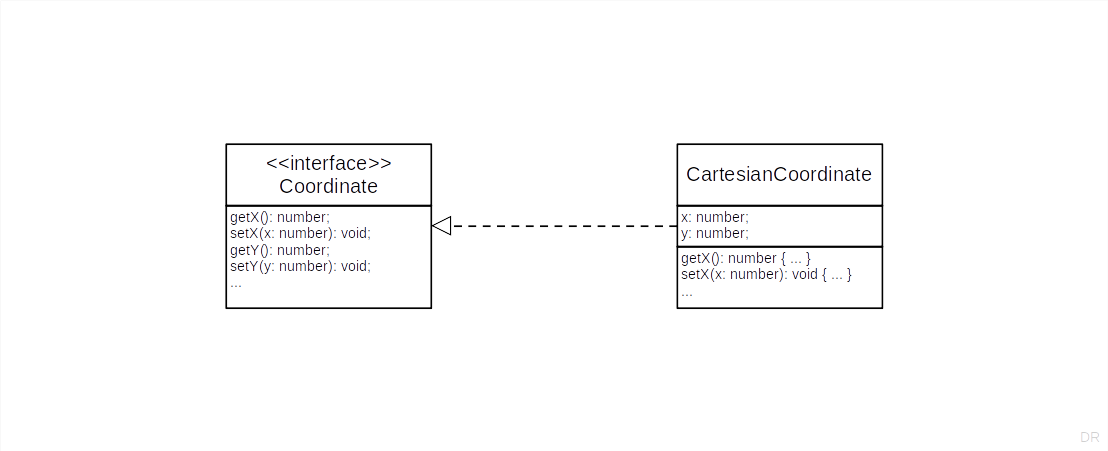 <<interface>>
Coordinate
getX(): number;
setX(x: number): void;
getY(): number;
setY(y: number): void;
...
CartesianCoordinate
x: number;
y: number;
getX(): number { ... }
setX(x: number): void { ... }
...
DR